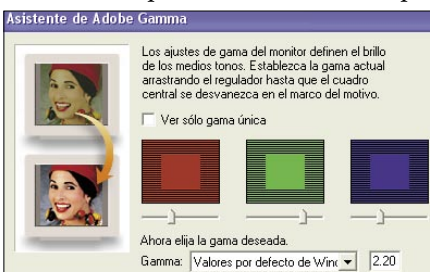 Asistente de Adobe Gamma
Los ajustes de gama del monitor definen el brillo
de los medios tonos. Establezca la gama actual
arrastrando el regulador hasta que el cuadro
central se desvanezca en el marco del motivo.
Ver sólo gama única
Ahora elija la gama deseada.
Gamma: Valores por defecto de Winc 2.20